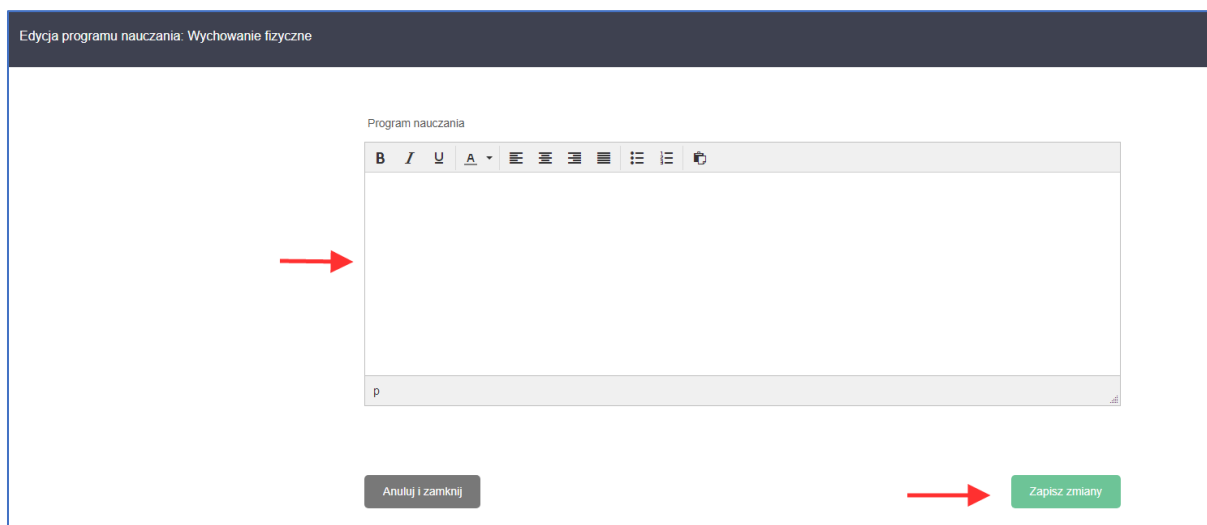 Edycja programu nauczania: Wychowanie fizyczne
Program nauczania
B I U A
p
Anuluj i zamknij
Zapisz zmiany